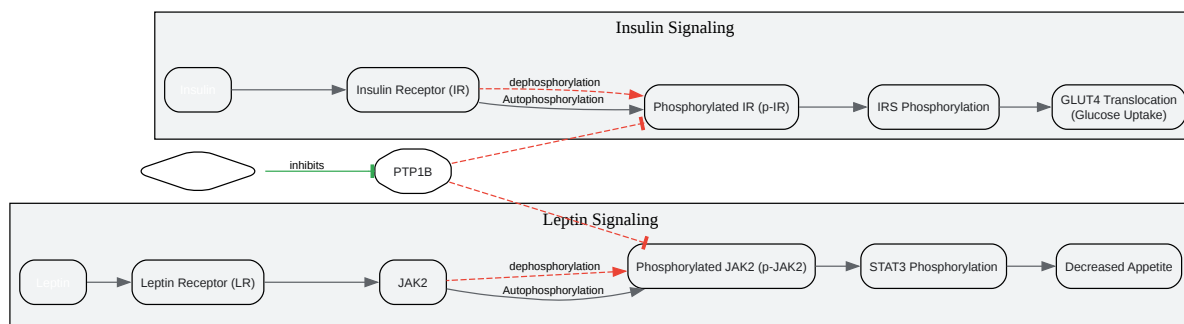 Insulin Signaling
Insulin
Insulin Receptor (IR)
dephosphorylation
Autophosphorylation
Phosphorylated IR (p-IR)
IRS Phosphorylation
GLUT4 Translocation
(Glucose Uptake)
inhibits
PTP1B
Leptin Signaling
Leptin
Leptin Receptor (LR)
JAK2
dephosphorylation
Autophosphorylation
Phosphorylated JAK2 (p-JAK2)
STAT3 Phosphorylation
Decreased Appetite